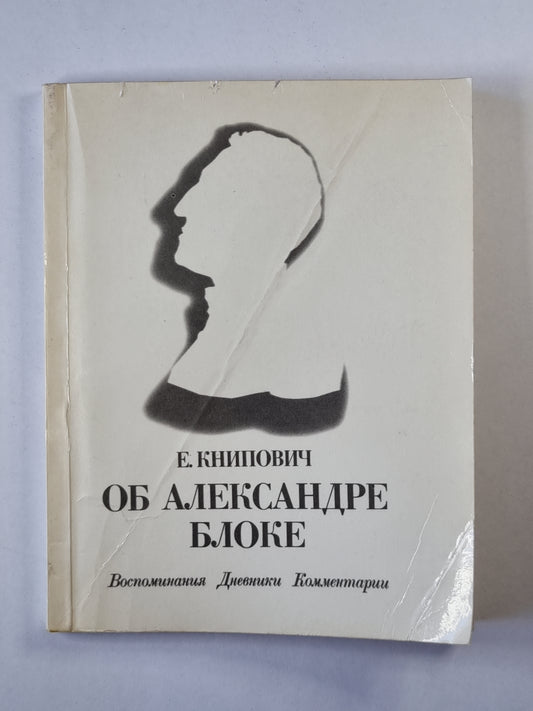 Е. КНИПОВИЧ
ОБ АЛЕКСАНДРЕ
БЛОКЕ
Воспоминания Дневники Комментарии